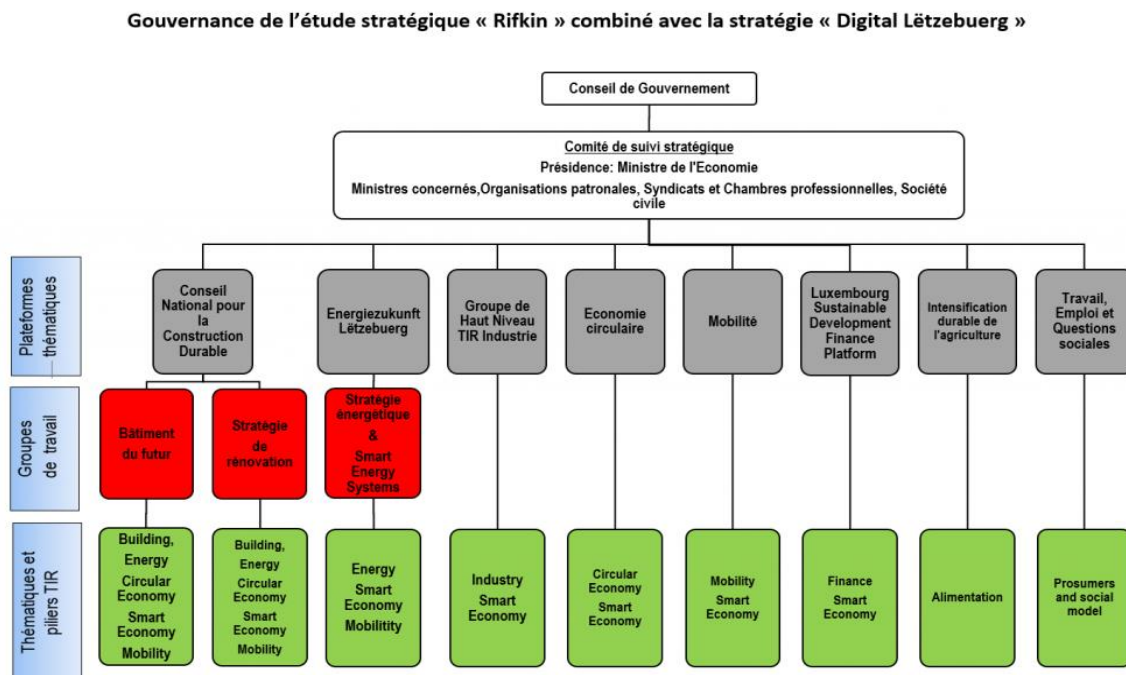 Gouvernance de l'étude stratégique « Rifkin » combiné avec la stratégie « Digital Lëtzebuerg »
Conseil de Gouvernement
Comité de suivi stratégique
Présidence: Ministre de l'Economie
Ministres concernés,Organisations patronales, Syndicats et Chambres professionnelles, Société
civile
Plateformes
thématiques
Conseil
National pour
la
Construction
Durable
Energiezukunft
Lëtzebuerg
Groupe de
Haut Niveau
TIR Industrie
Economie
circulaire
Mobilité
Luxembourg
Sustainable
Development
Finance
Platform
Intensification
durable de
l'agriculture
Travail,
Emploi et
Questions
sociales
Groupes
de travail
Bâtiment
du futur
Stratégie
de
rénovation
Stratégie
énergétique
&
Smart
Energy
Systems
Thématiques et
piliers TIR
Building,
Energy
Circular
Economy
Smart
Economy
Mobility
Building,
Energy
Circular
Economy
Smart
Economy
Mobility
Energy
Smart
Economy
Mobilitity
Industry
Smart
Economy
Circular
Economy
Smart
Economy
Mobility
Smart
Economy
Finance
Smart
Economy
Alimentation
Prosumers
and social
model